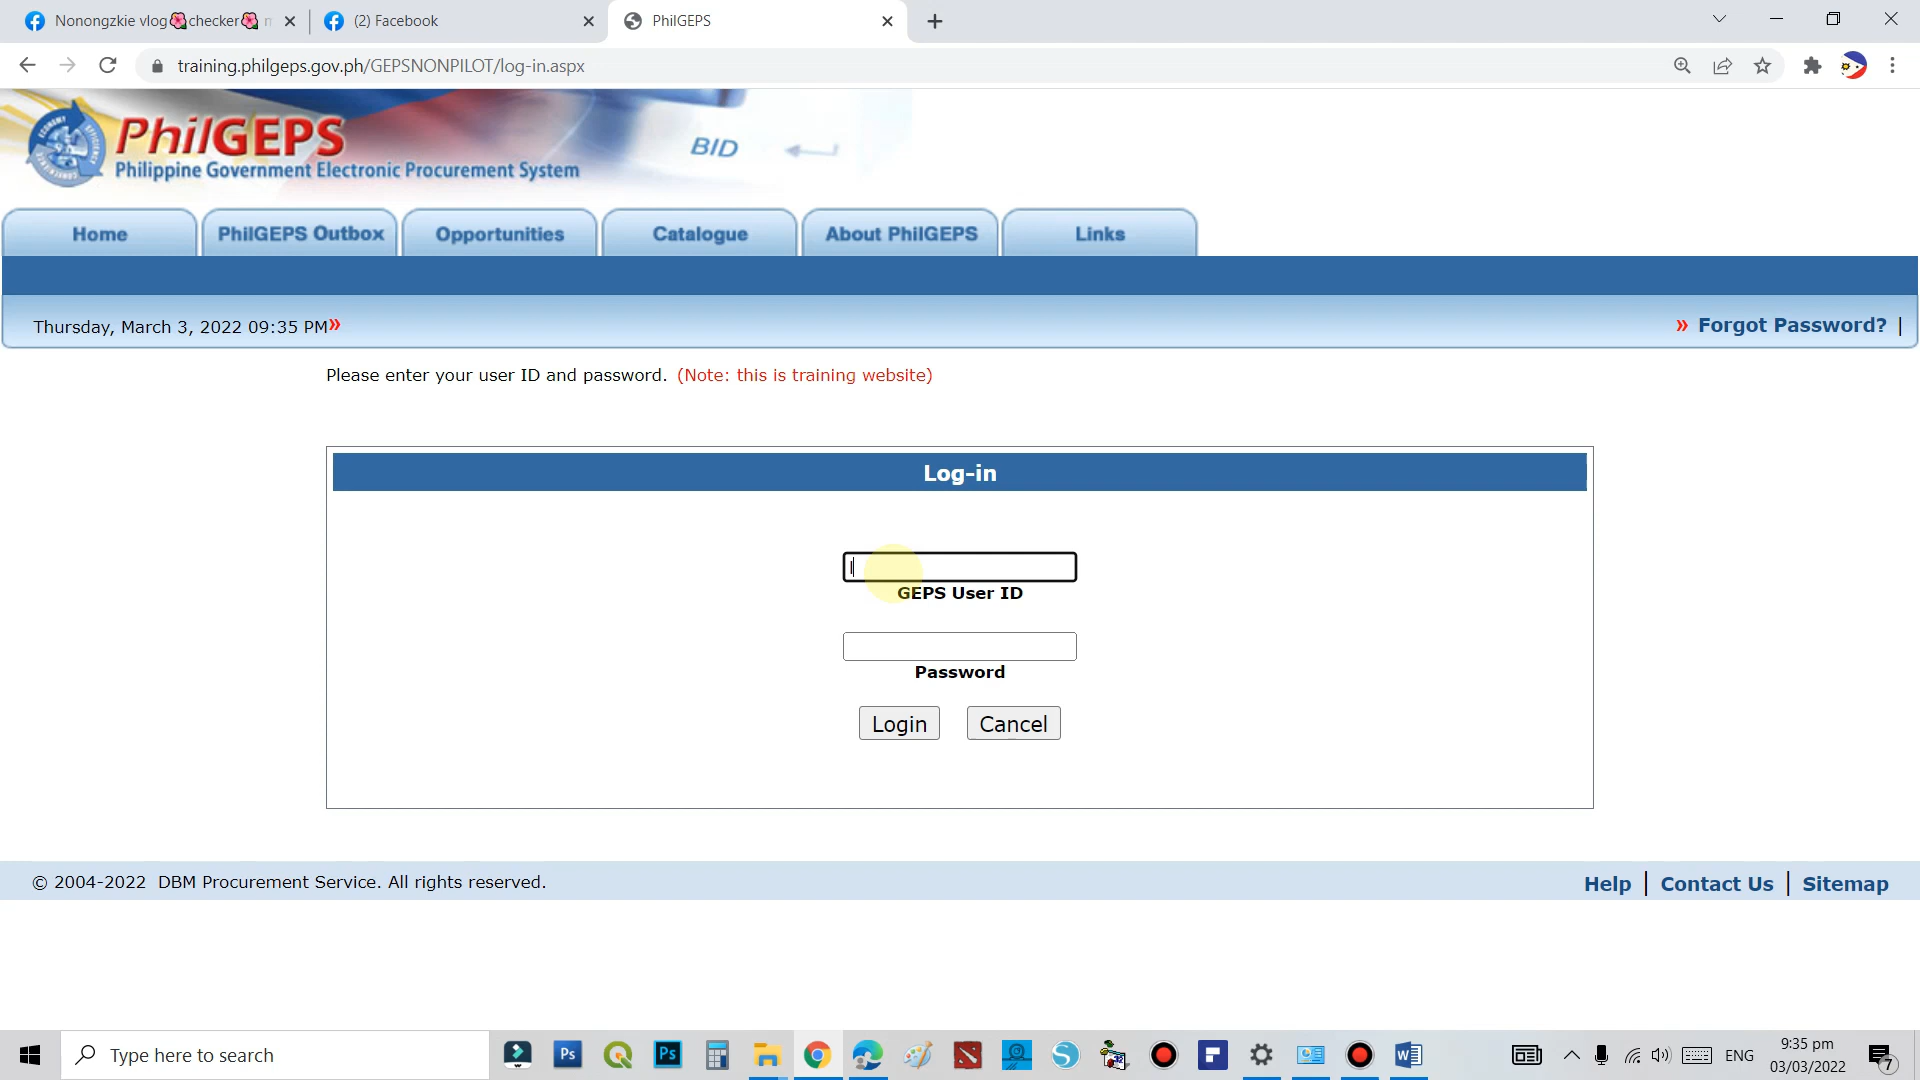 Nonongzkie vlog🌺checker🌺
(2) Facebook
PhilGEPS
training.philgeps.gov.ph/GEPSNONPILOT/log-in.aspx
PhilGEPS
Philippine Government Electronic Procurement System
BID
Home
PhilGEPS Outbox
Opportunities
Catalogue
About PhilGEPS
Links
Thursday, March 3, 2022 09:35 PM»
» Forgot Password? |
Please enter your user ID and password. (Note: this is training website)
Log-in
GEPS User ID
Password
Login
Cancel
© 2004-2022 DBM Procurement Service. All rights reserved.
Help | Contact Us | Sitemap
Type here to search
Ps
Ps
ENG
9:35 pm
03/03/2022
7